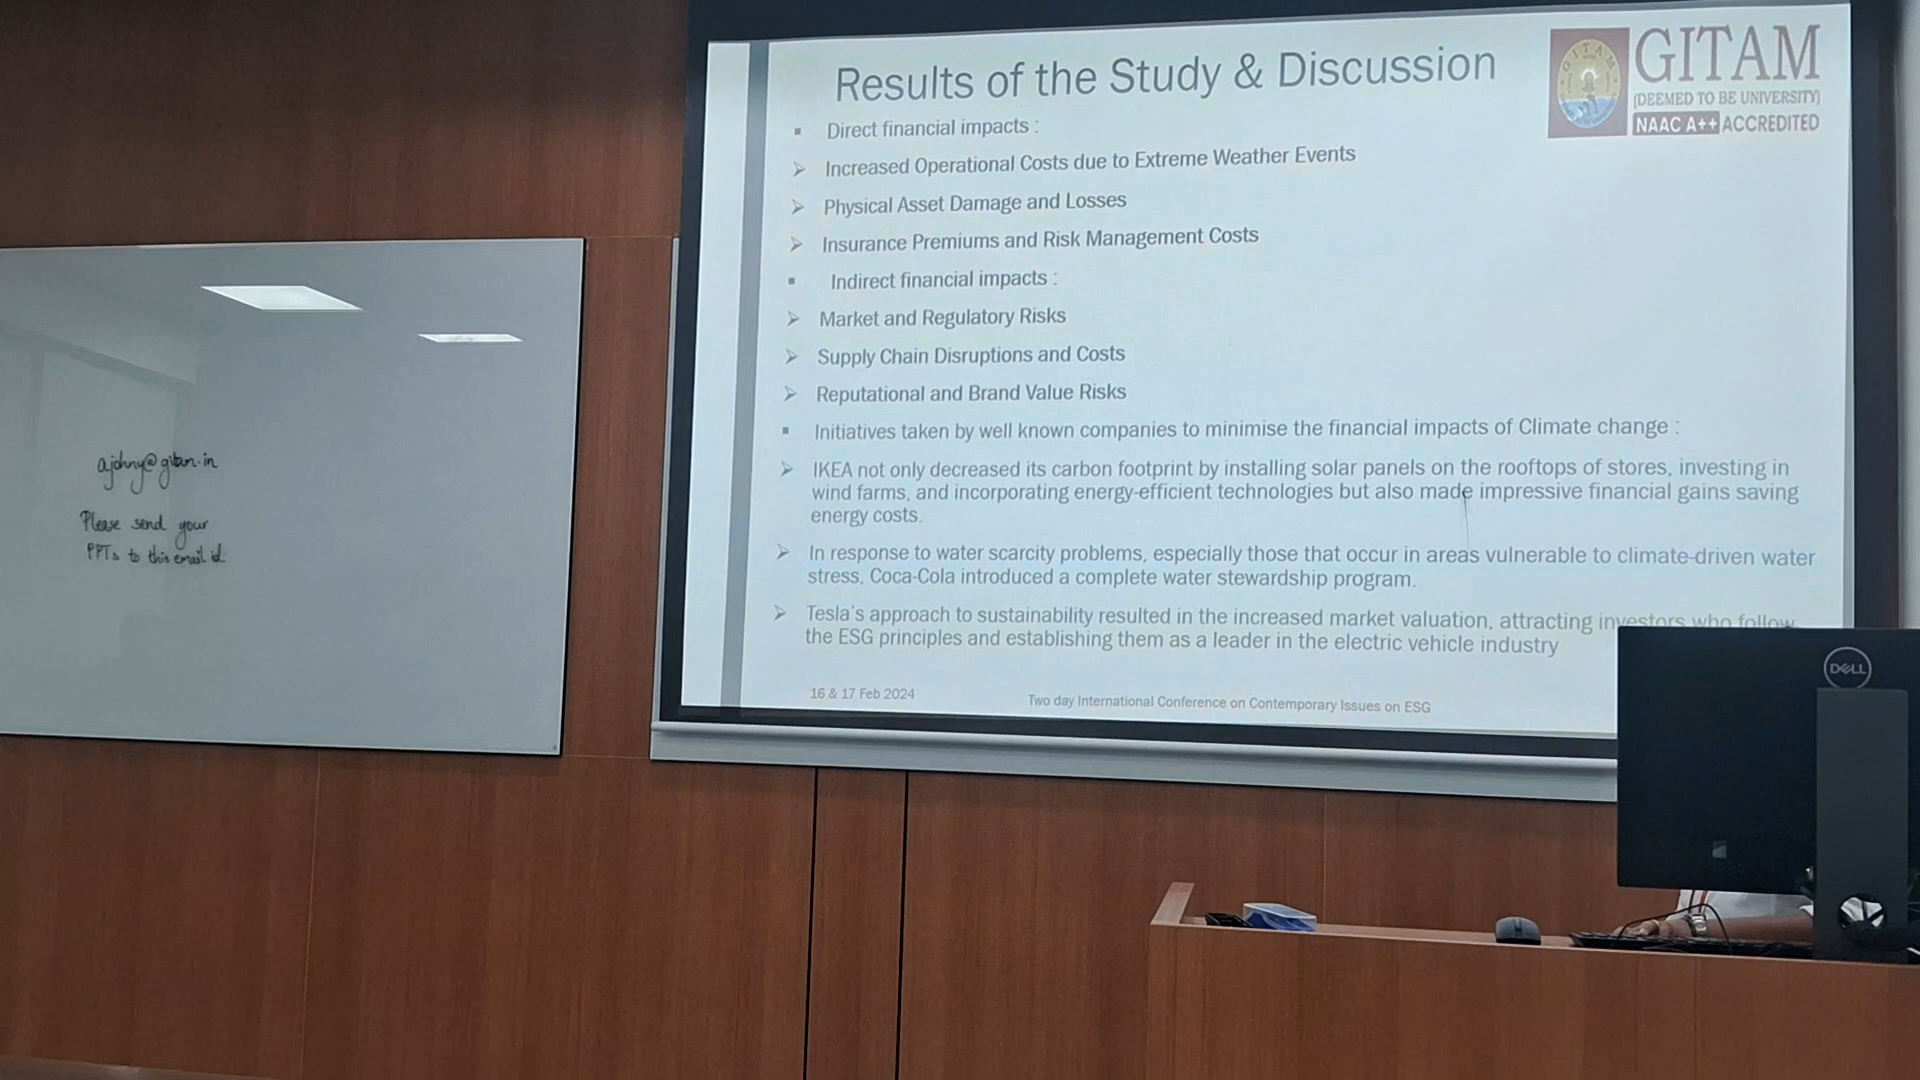 ajohny@gitam.in
Please send your
PPTs to this email id.
Results of the Study & Discussion
GITAM
(DEEMED TO BE UNIVERSITY)
NAAC A++ ACCREDITED
GITAM
▪ Direct financial impacts :
➢ Increased Operational Costs due to Extreme Weather Events
➢ Physical Asset Damage and Losses
➢ Insurance Premiums and Risk Management Costs
▪ Indirect financial impacts :
➢ Market and Regulatory Risks
➢ Supply Chain Disruptions and Costs
➢ Reputational and Brand Value Risks
▪ Initiatives taken by well known companies to minimise the financial impacts of Climate change :
➢ IKEA not only decreased its carbon footprint by installing solar panels on the rooftops of stores, investing in
wind farms, and incorporating energy-efficient technologies but also made impressive financial gains saving
energy costs.
➢ In response to water scarcity problems, especially those that occur in areas vulnerable to climate-driven water
stress, Coca-Cola introduced a complete water stewardship program.
➢ Tesla's approach to sustainability resulted in the increased market valuation, attracting investors who follow
the ESG principles and establishing them as a leader in the electric vehicle industry
16 & 17 Feb 2024
Two day International Conference on Contemporary Issues on ESG
DELL